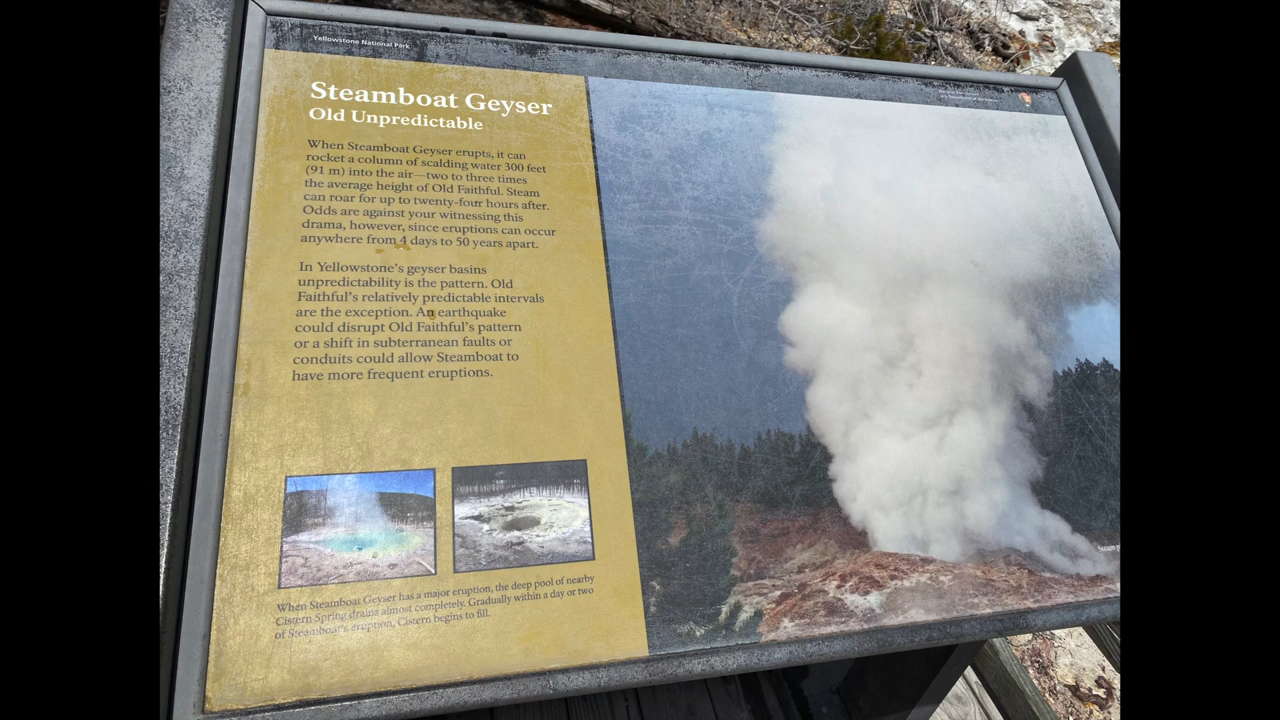 Yellowstone National Park
Steamboat Geyser
Old Unpredictable
When Steamboat Geyser erupts, it can
rocket a column of scalding water 300 feet
(91 m) into the air—two to three times
the average height of Old Faithful. Steam
can roar for up to twenty-four hours after.
Odds are against your witnessing this
drama, however, since eruptions can occur
anywhere from 4 days to 50 years apart.
In Yellowstone's geyser basins
unpredictability is the pattern. Old
Faithful's relatively predictable intervals
are the exception. An earthquake
could disrupt Old Faithful's pattern
or a shift in subterranean faults or
conduits could allow Steamboat to
have more frequent eruptions.
When Steamboat Geyser has a major eruption, the deep pool of nearby
Cistern Spring drains almost completely. Gradually within a day or two
of Steamboat's eruption, Cistern begins to fill.
Steam